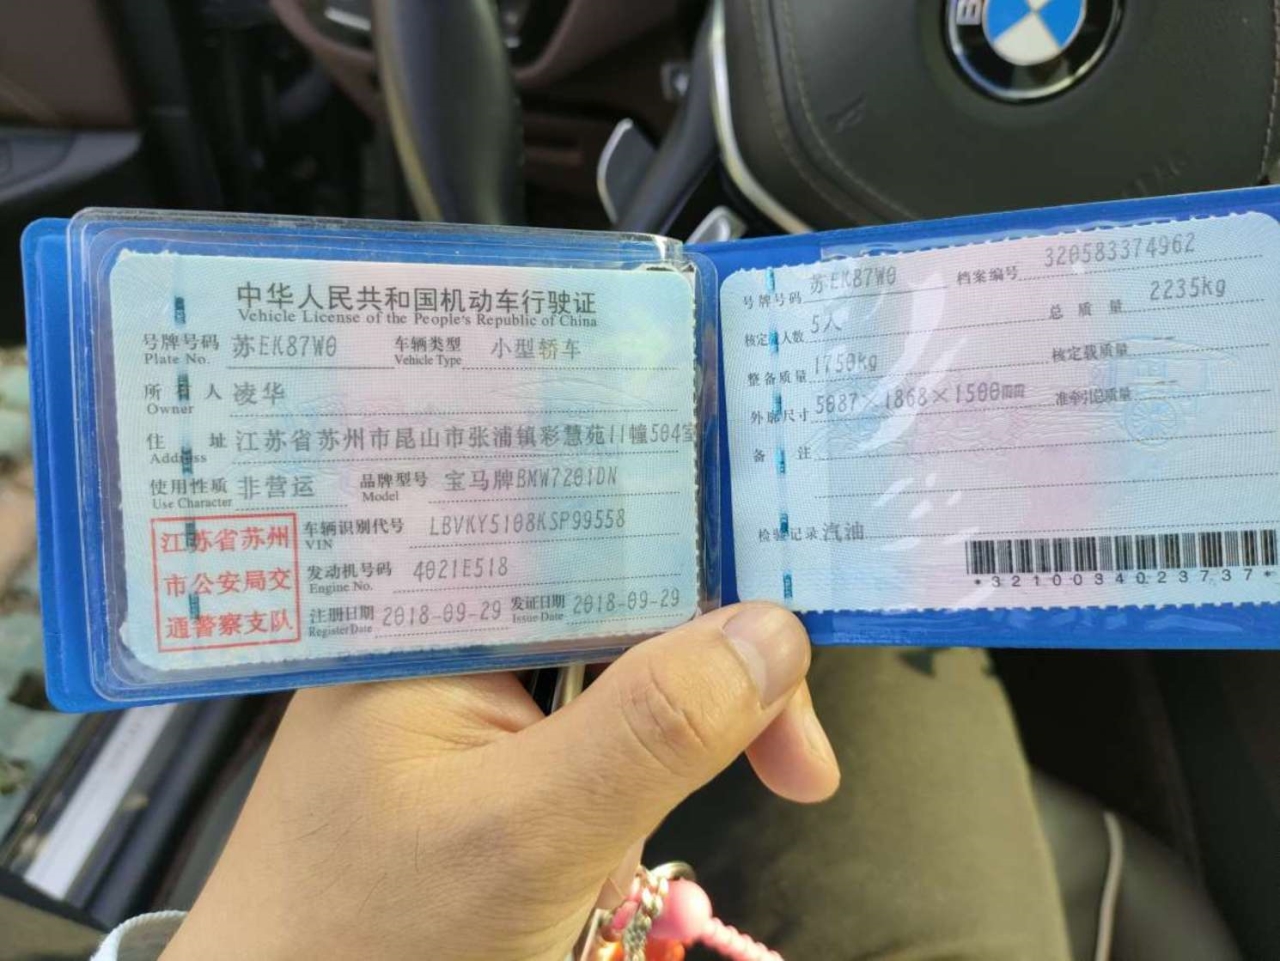 中华人民共和国机动车行驶证
Vehicle License of the People's Republic of China
号牌号码 苏EK87W0 车辆类型 小型轿车
Plate No. Vehicle Type
所有人 凌华
Owner
住址 江苏省苏州市昆山市张浦镇彩慧苑11幢504室
Address
使用性质 非营运 品牌型号 宝马牌BMW7201DN
Use Character Model
江苏省苏州
市公安局交
通警察支队
车辆识别代号 LBVKY5108KSP99558
VIN
发动机号码 4021E518
Engine No.
注册日期 2018-09-29 发证日期 2018-09-29
Register Date Issue Date
号牌号码 苏EK87W0 档案编号 320583374962
核定载人数 5人 总质量 2235kg
整备质量 1750kg 核定载质量
外廓尺寸 5087×1868×1500mm 准牵引总质量
备注
检验记录 汽油
*3210034023737*
B